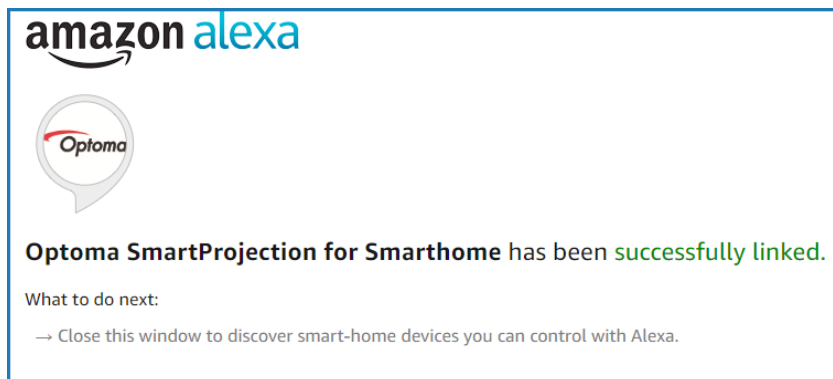 amazon alexa
Optoma
Optoma SmartProjection for Smarthome has been successfully linked.
What to do next:
→ Close this window to discover smart-home devices you can control with Alexa.